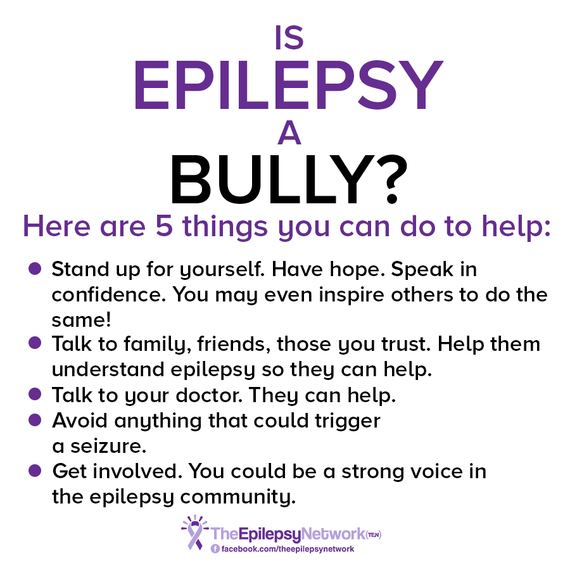 IS
EPILEPSY
A
BULLY?
Here are 5 things you can do to help:
● Stand up for yourself. Have hope. Speak in
confidence. You may even inspire others to do the
same!
● Talk to family, friends, those you trust. Help them
understand epilepsy so they can help.
● Talk to your doctor. They can help.
● Avoid anything that could trigger
a seizure.
● Get involved. You could be a strong voice in
the epilepsy community.
TheEpilepsyNetwork(TEN)
facebook.com/theepilepsynetwork